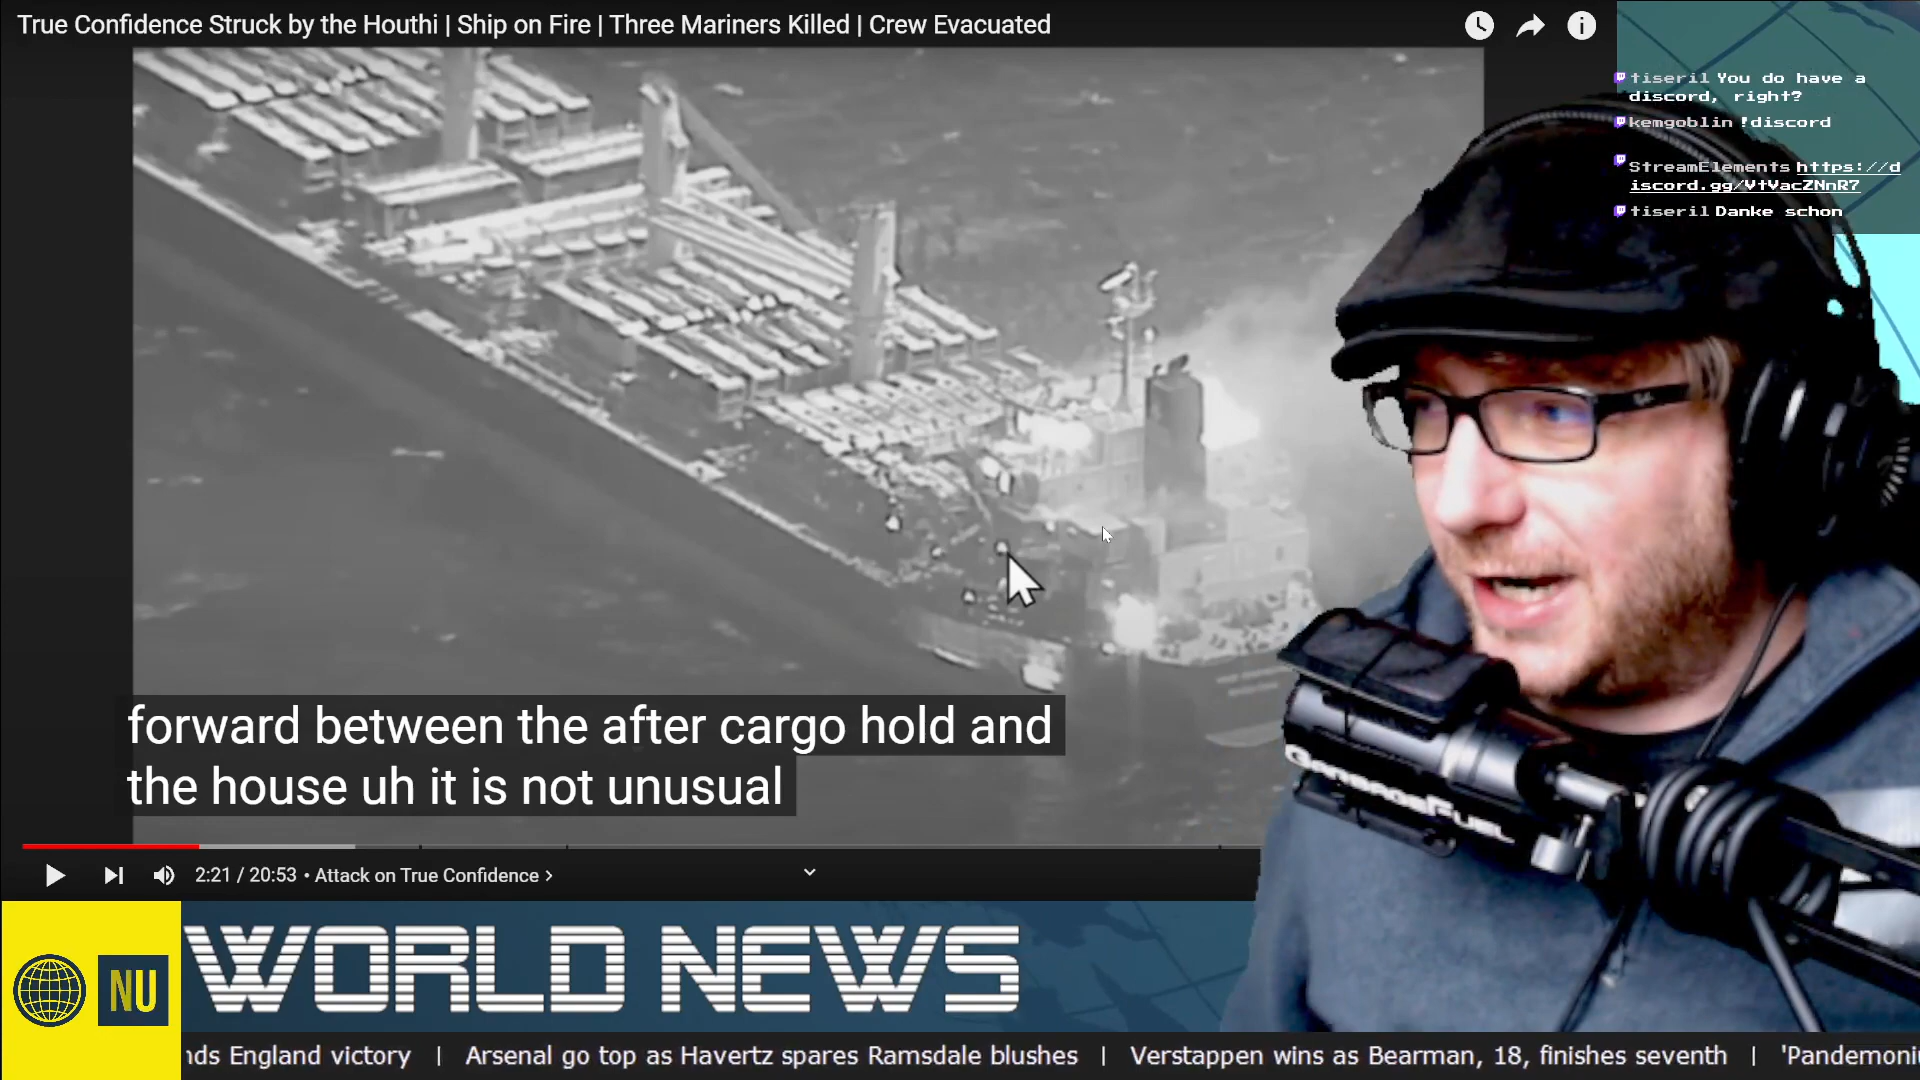 True Confidence Struck by the Houthi | Ship on Fire | Three Mariners Killed | Crew Evacuated
tiseril You do have a
discord, right?
kemgoblin !discord
StreamElements https://d
iscord.gg/VtVacZNnR7
tiseril Danke schon
forward between the after cargo hold and
the house uh it is not unusual
2:21 / 20:53 • Attack on True Confidence >
GamerFuel
NU
WORLD NEWS
nds England victory | Arsenal go top as Havertz spares Ramsdale blushes | Verstappen wins as Bearman, 18, finishes seventh | 'Pandemoniu